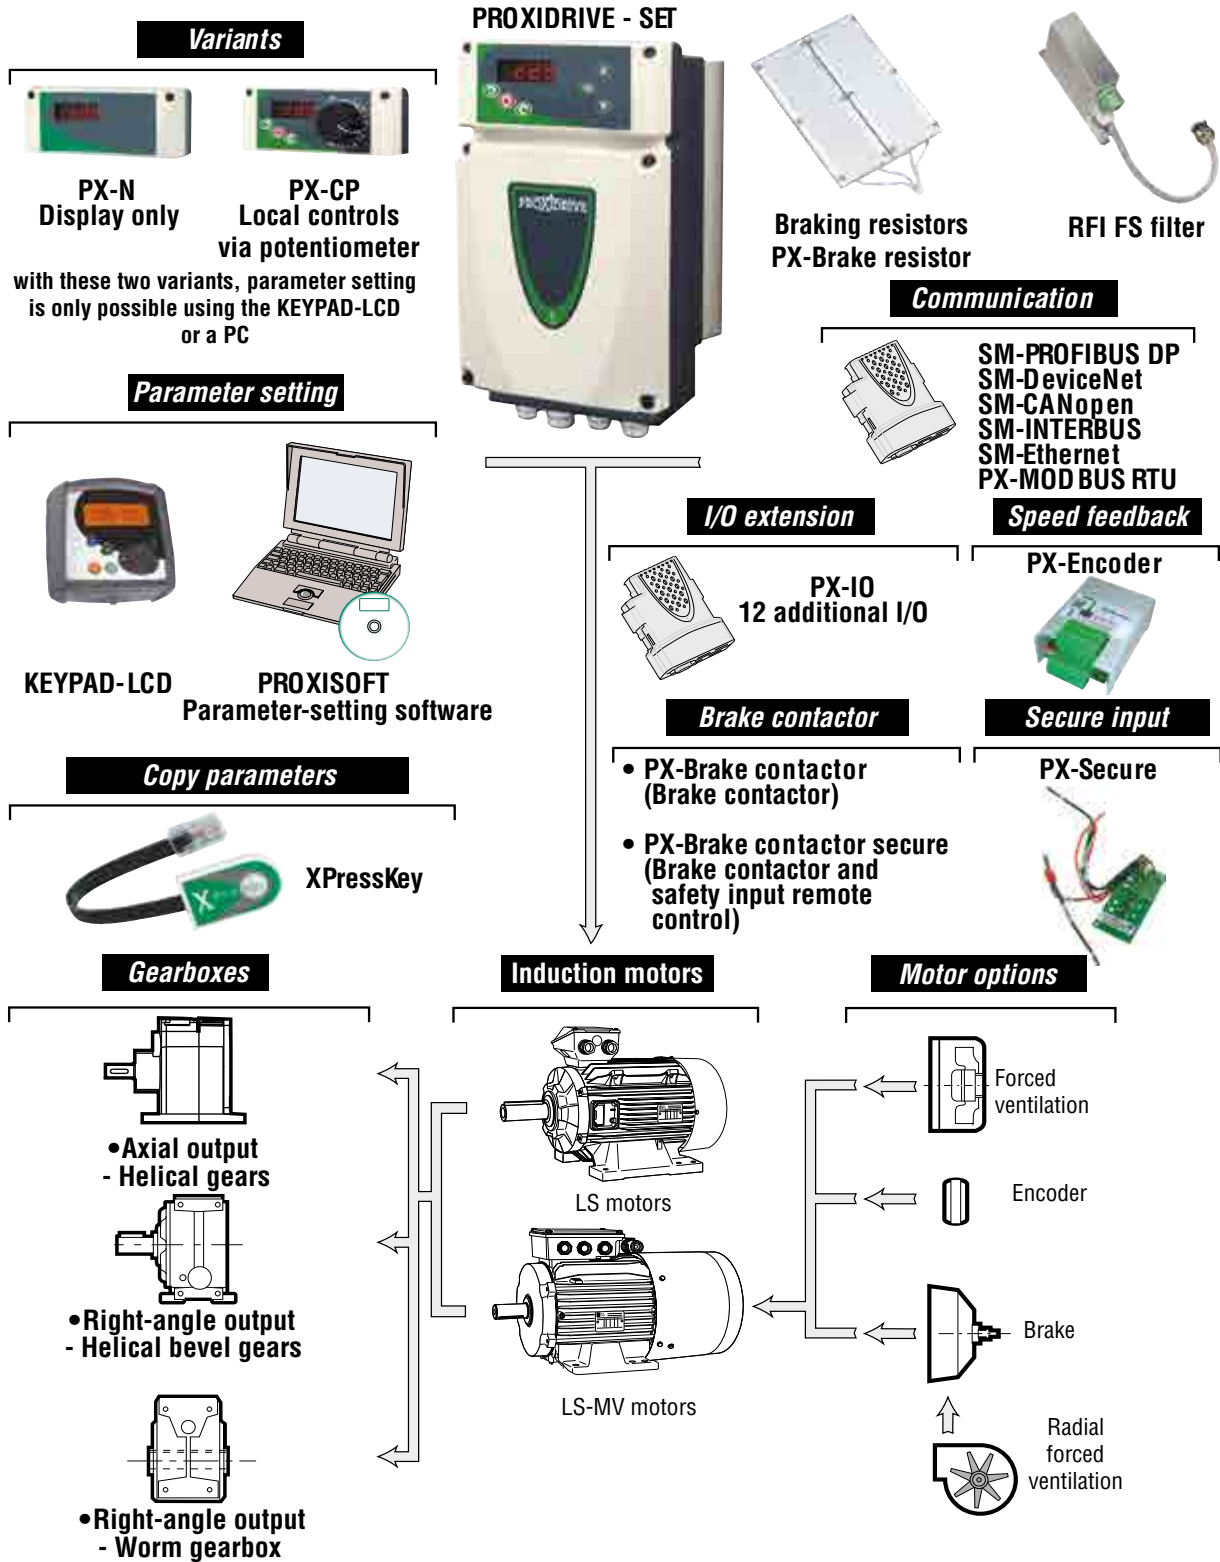 PROXIDRIVE - SET
Variants
PX-N
Display only
PX-CP
Local controls
via potentiometer
with these two variants, parameter setting
is only possible using the KEYPAD-LCD
or a PC
PROXIDRIVE
Braking resistors
PX-Brake resistor
RFI FS filter
Communication
SM-PROFIBUS DP
SM-DeviceNet
SM-CANopen
SM-INTERBUS
SM-Ethernet
PX-MODBUS RTU
Parameter setting
KEYPAD-LCD
PROXISOFT
Parameter-setting software
I/O extension
PX-IO
12 additional I/O
Speed feedback
PX-Encoder
Brake contactor
• PX-Brake contactor
(Brake contactor)
• PX-Brake contactor secure
(Brake contactor and
safety input remote
control)
Secure input
PX-Secure
Copy parameters
X
XPressKey
Gearboxes
•Axial output
- Helical gears
•Right-angle output
- Helical bevel gears
•Right-angle output
- Worm gearbox
Induction motors
LS motors
LS-MV motors
Motor options
Forced
ventilation
Encoder
Brake
Radial
forced
ventilation